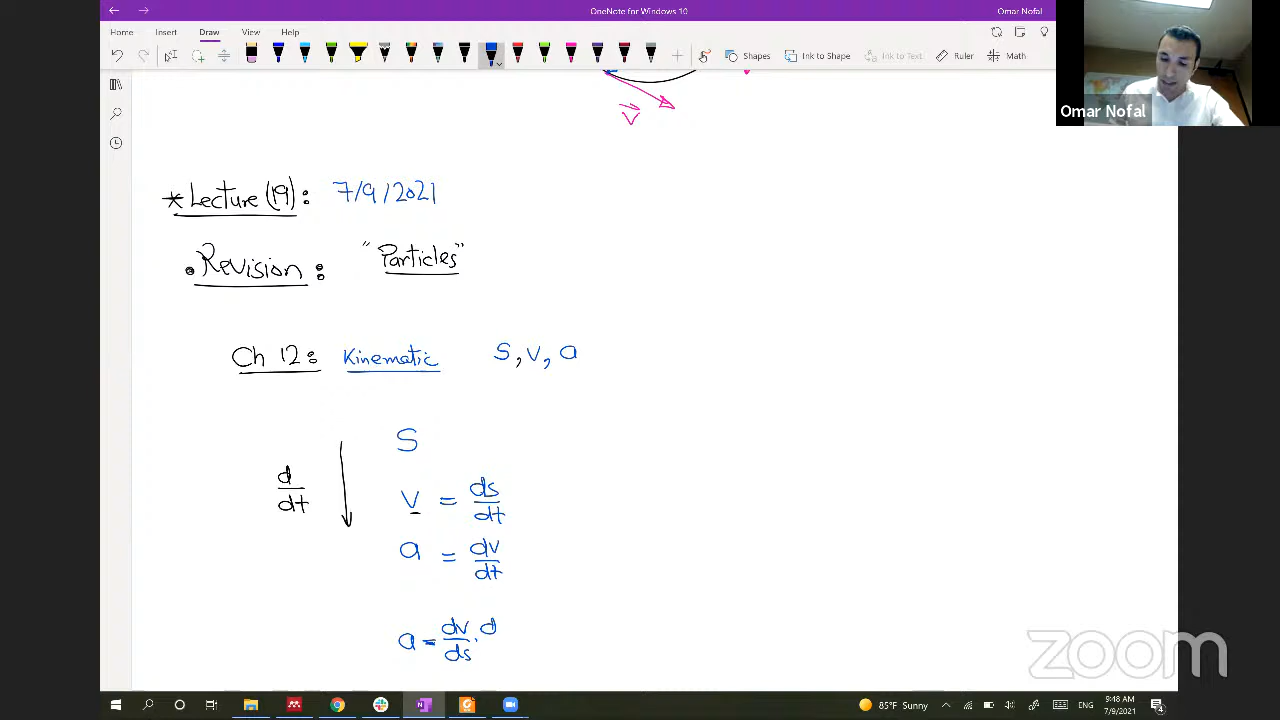 OneNote for Windows 10
Omar Nofal
Home Insert Draw View Help
Shapes Ink to Shape Ink to Text Ruler Math
Omar Nofal
V
*Lecture(19): 7/9/2021
• Revision: "Particles"
Ch 12: Kinematic S, V, a
S
d/dt
V = ds/dt
a = dv/dt
a = dv/ds . d
zoom
85°F Sunny ENG 9:48 AM
7/9/2021
4